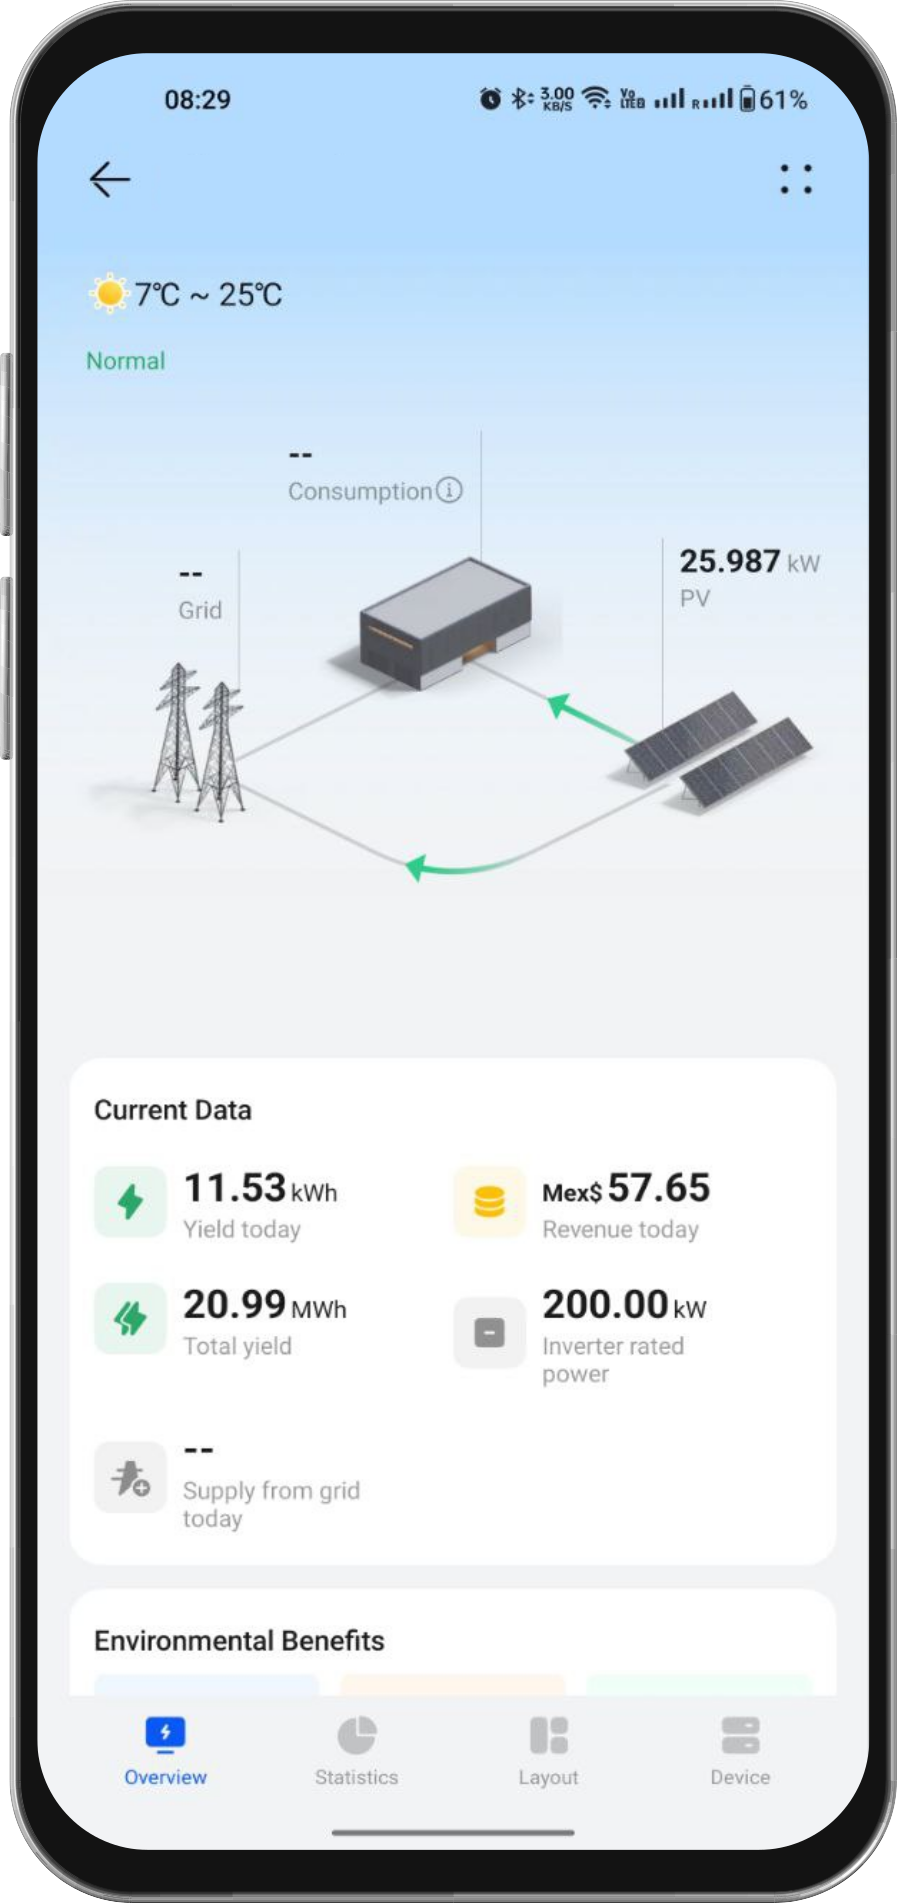 08:29
3.00 KB/S Vo LTE R 61%
7℃ ~ 25℃
Normal
--
Consumption
--
Grid
25.987 kW
PV
Current Data
11.53 kWh
Yield today
Mex$ 57.65
Revenue today
20.99 MWh
Total yield
200.00 kW
Inverter rated
power
--
Supply from grid
today
Environmental Benefits
Overview
Statistics
Layout
Device